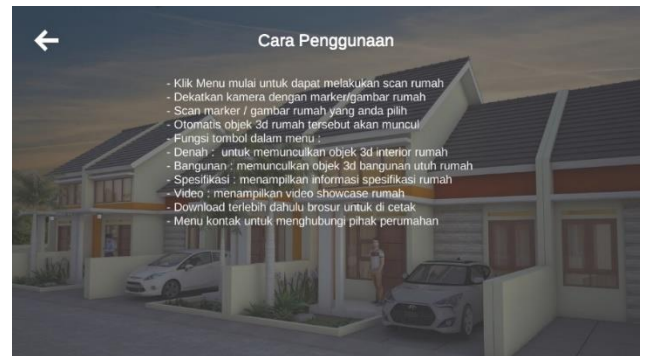 Cara Penggunaan
- Klik Menu mulai untuk dapat melakukan scan rumah
- Dekatkan kamera dengan marker/gambar rumah
- Scan marker / gambar rumah yang anda pilih
- Otomatis objek 3d rumah tersebut akan muncul
- Fungsi tombol dalam menu :
- Denah : untuk memunculkan objek 3d interior rumah
- Bangunan : memunculkan objek 3d bangunan utuh rumah
- Spesifikasi : menampilkan informasi spesifikasi rumah
- Video : menampilkan video showcase rumah
- Download terlebih dahulu brosur untuk di cetak
- Menu kontak untuk menghubungi pihak perumahan